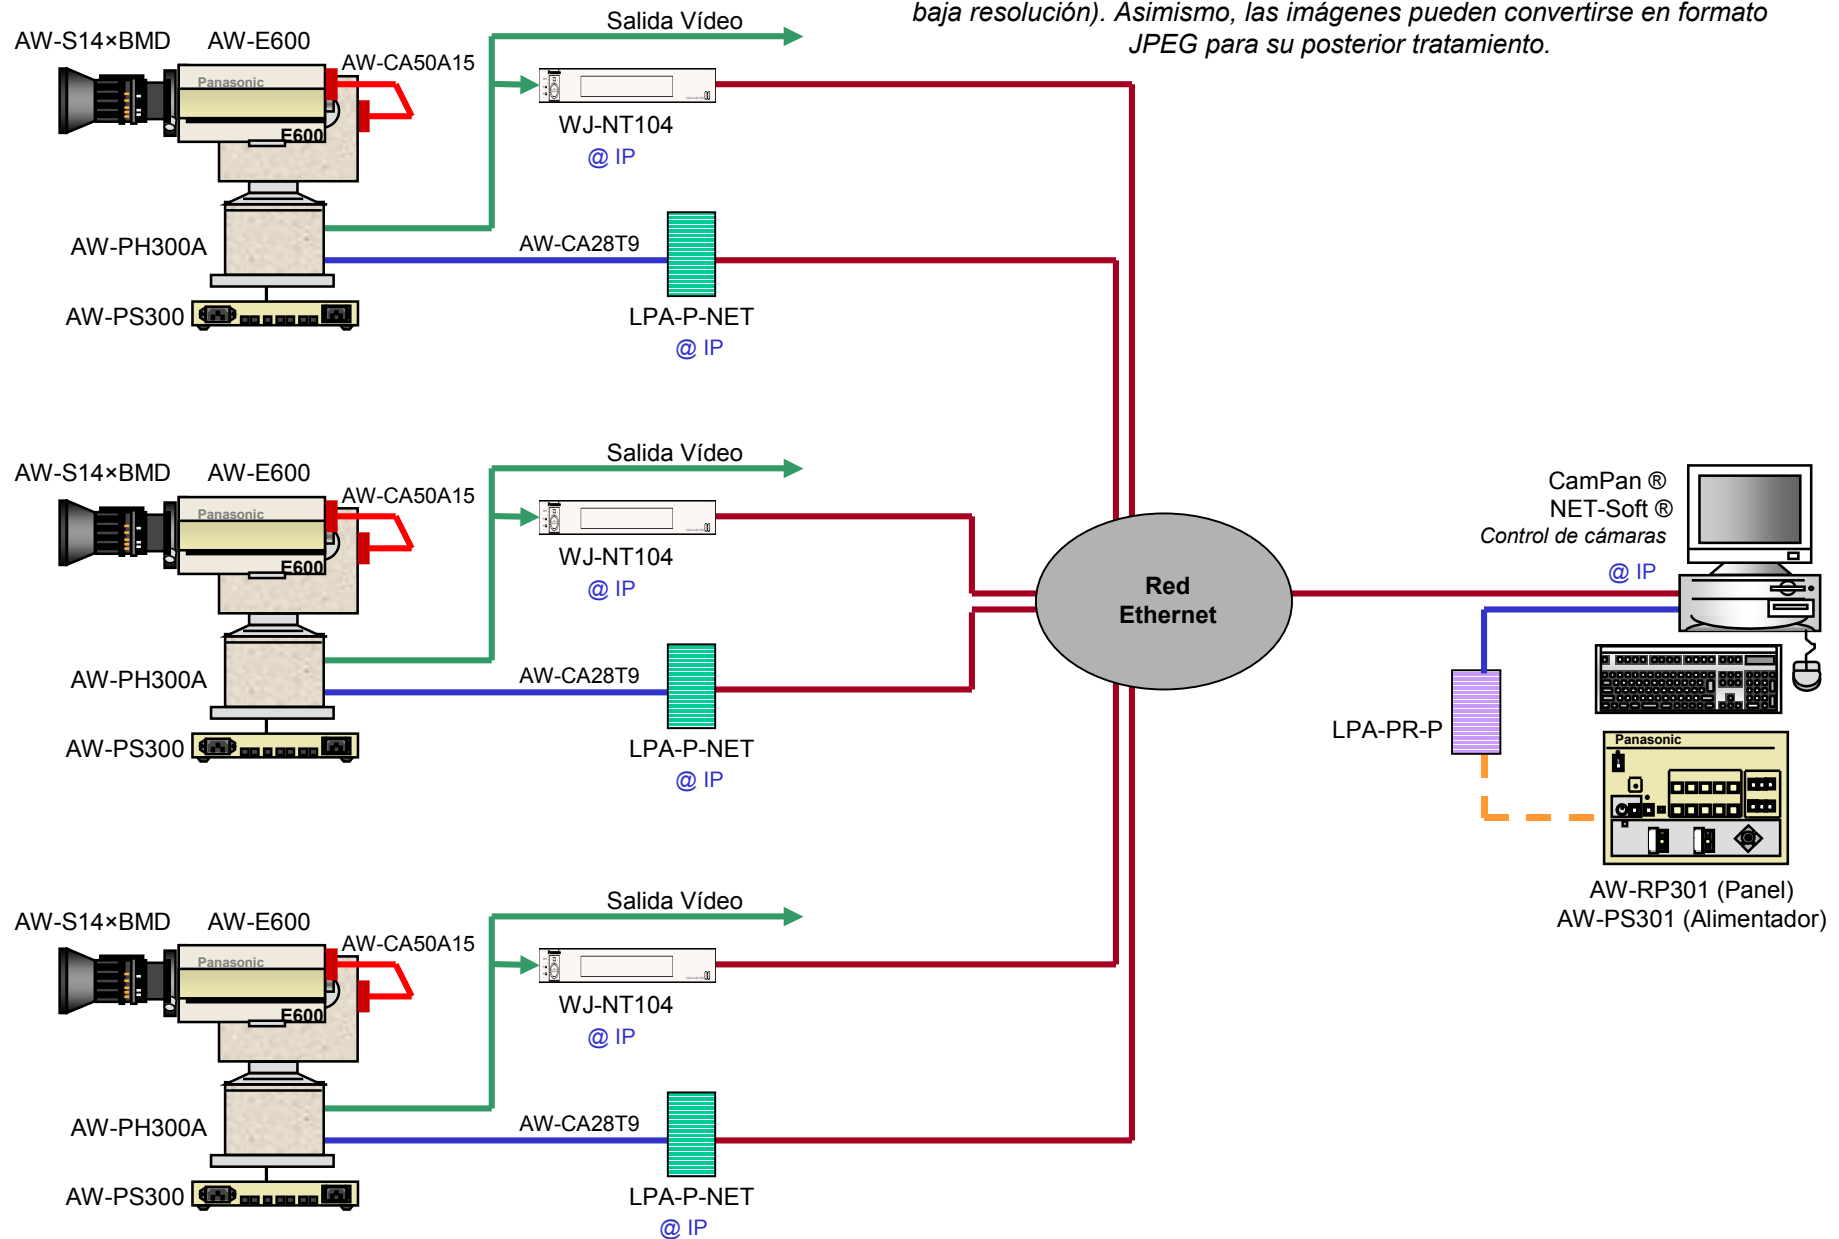 baja resolución). Asimismo, las imágenes pueden convertirse en formato
JPEG para su posterior tratamiento.
Salida Vídeo
AW-S14×BMD
AW-E600
AW-CA50A15
Panasonic
E600
WJ-NT104
@ IP
AW-PH300A
AW-CA28T9
AW-PS300
LPA-P-NET
@ IP
Salida Vídeo
AW-S14×BMD
AW-E600
AW-CA50A15
Panasonic
E600
WJ-NT104
@ IP
AW-PH300A
AW-CA28T9
AW-PS300
LPA-P-NET
@ IP
Red
Ethernet
CamPan ®
NET-Soft ®
Control de cámaras
@ IP
LPA-PR-P
Panasonic
AW-RP301 (Panel)
AW-PS301 (Alimentador)
Salida Vídeo
AW-S14×BMD
AW-E600
AW-CA50A15
Panasonic
E600
WJ-NT104
@ IP
AW-PH300A
AW-CA28T9
AW-PS300
LPA-P-NET
@ IP